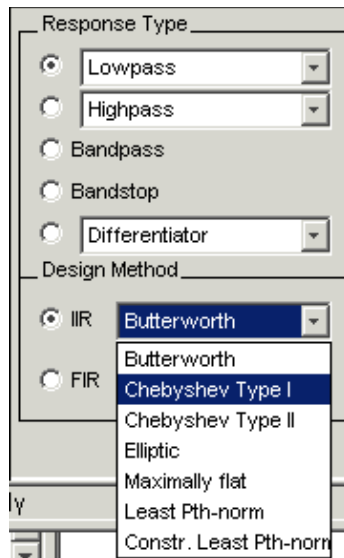 Response Type
Lowpass
Highpass
Bandpass
Bandstop
Differentiator
Design Method
IIR Butterworth
Butterworth
FIR
Chebyshev Type I
Chebyshev Type II
Elliptic
Maximally flat
Least Pth-norm
Constr. Least Pth-norm